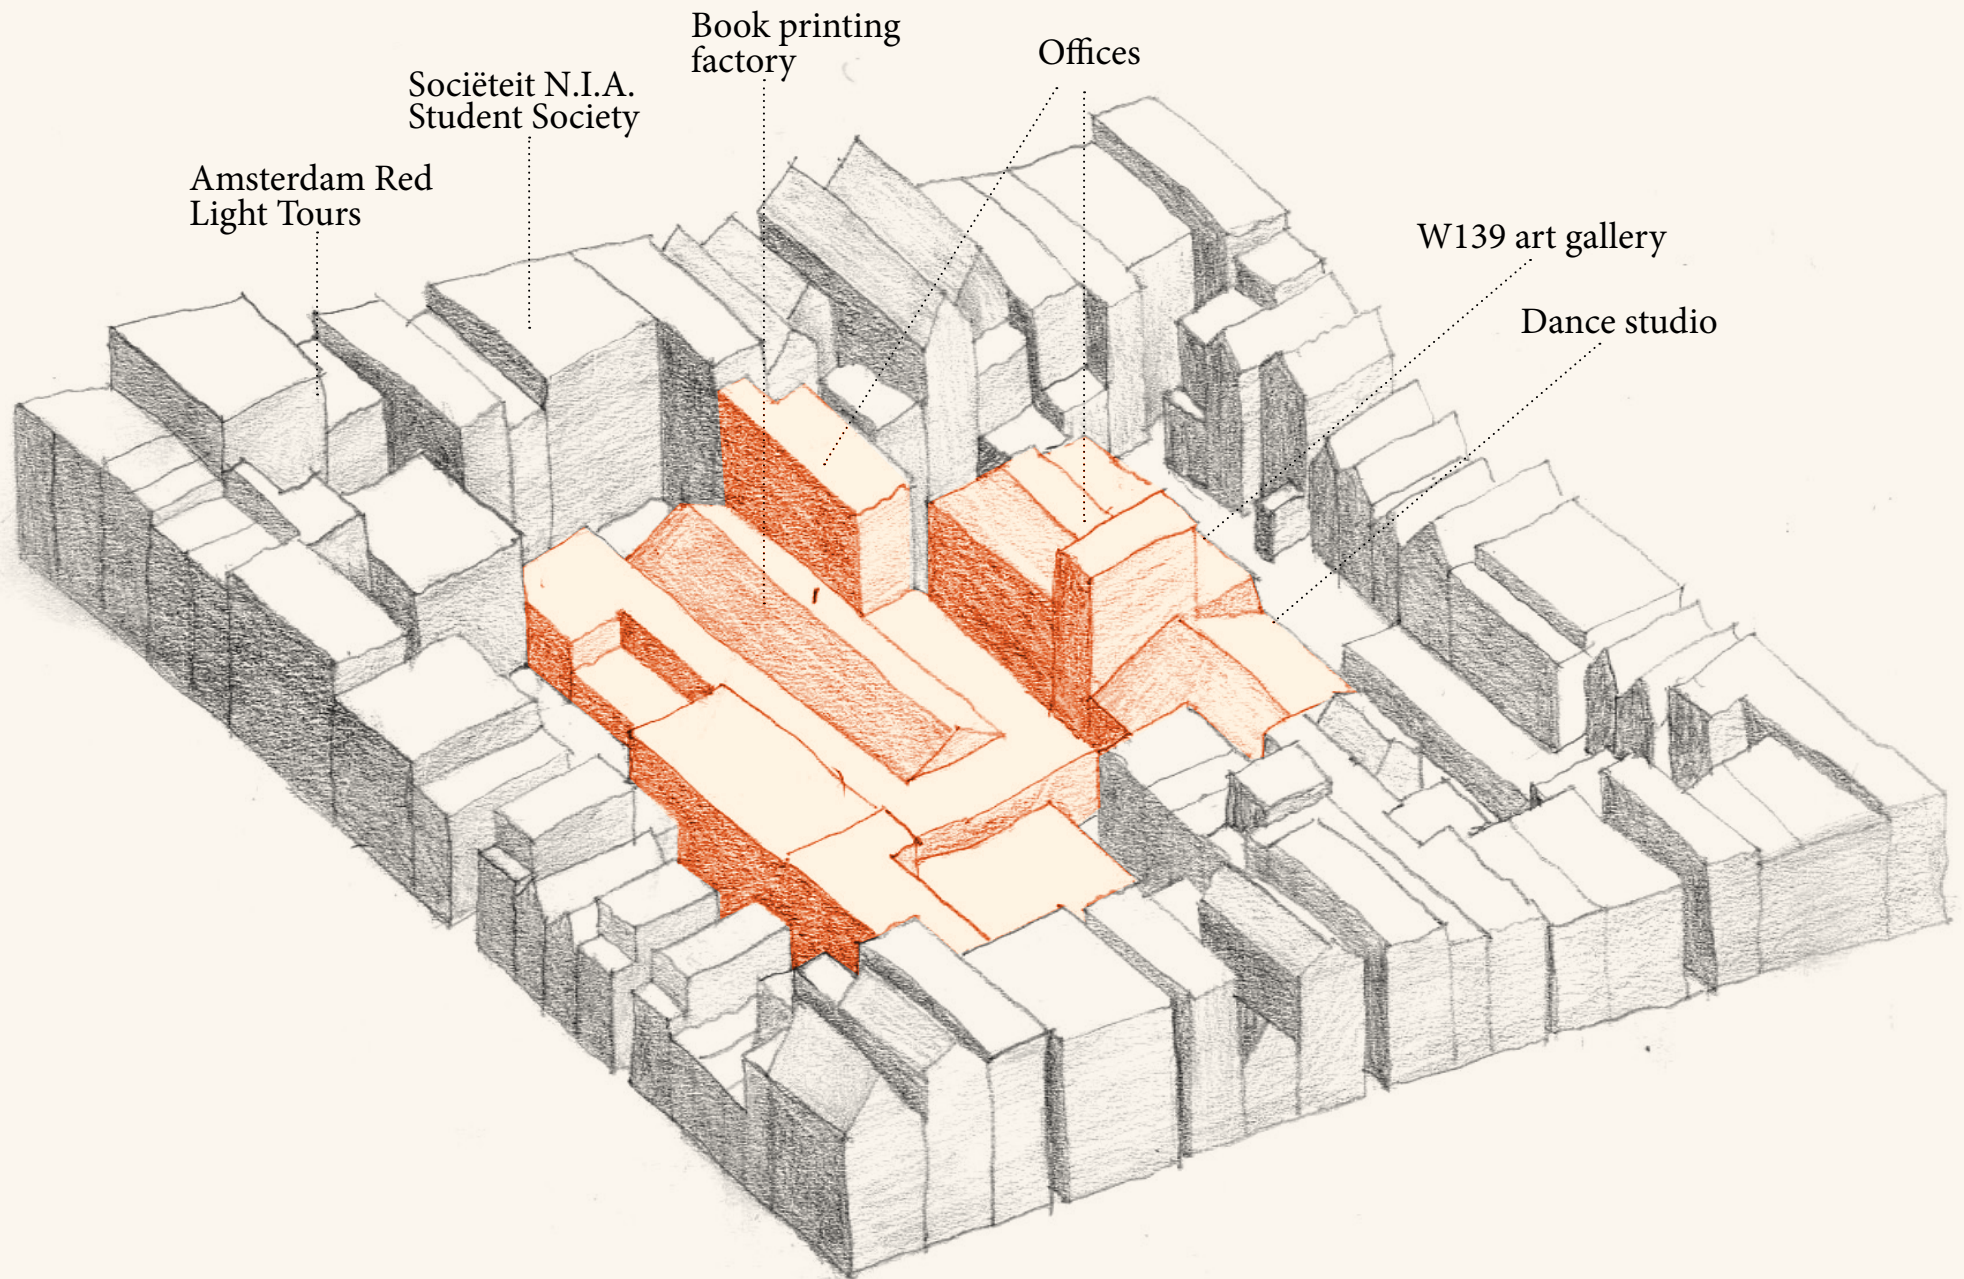 Book printing
factory
Offices
Sociëteit N.I.A.
Student Society
Amsterdam Red
Light Tours
W139 art gallery
Dance studio